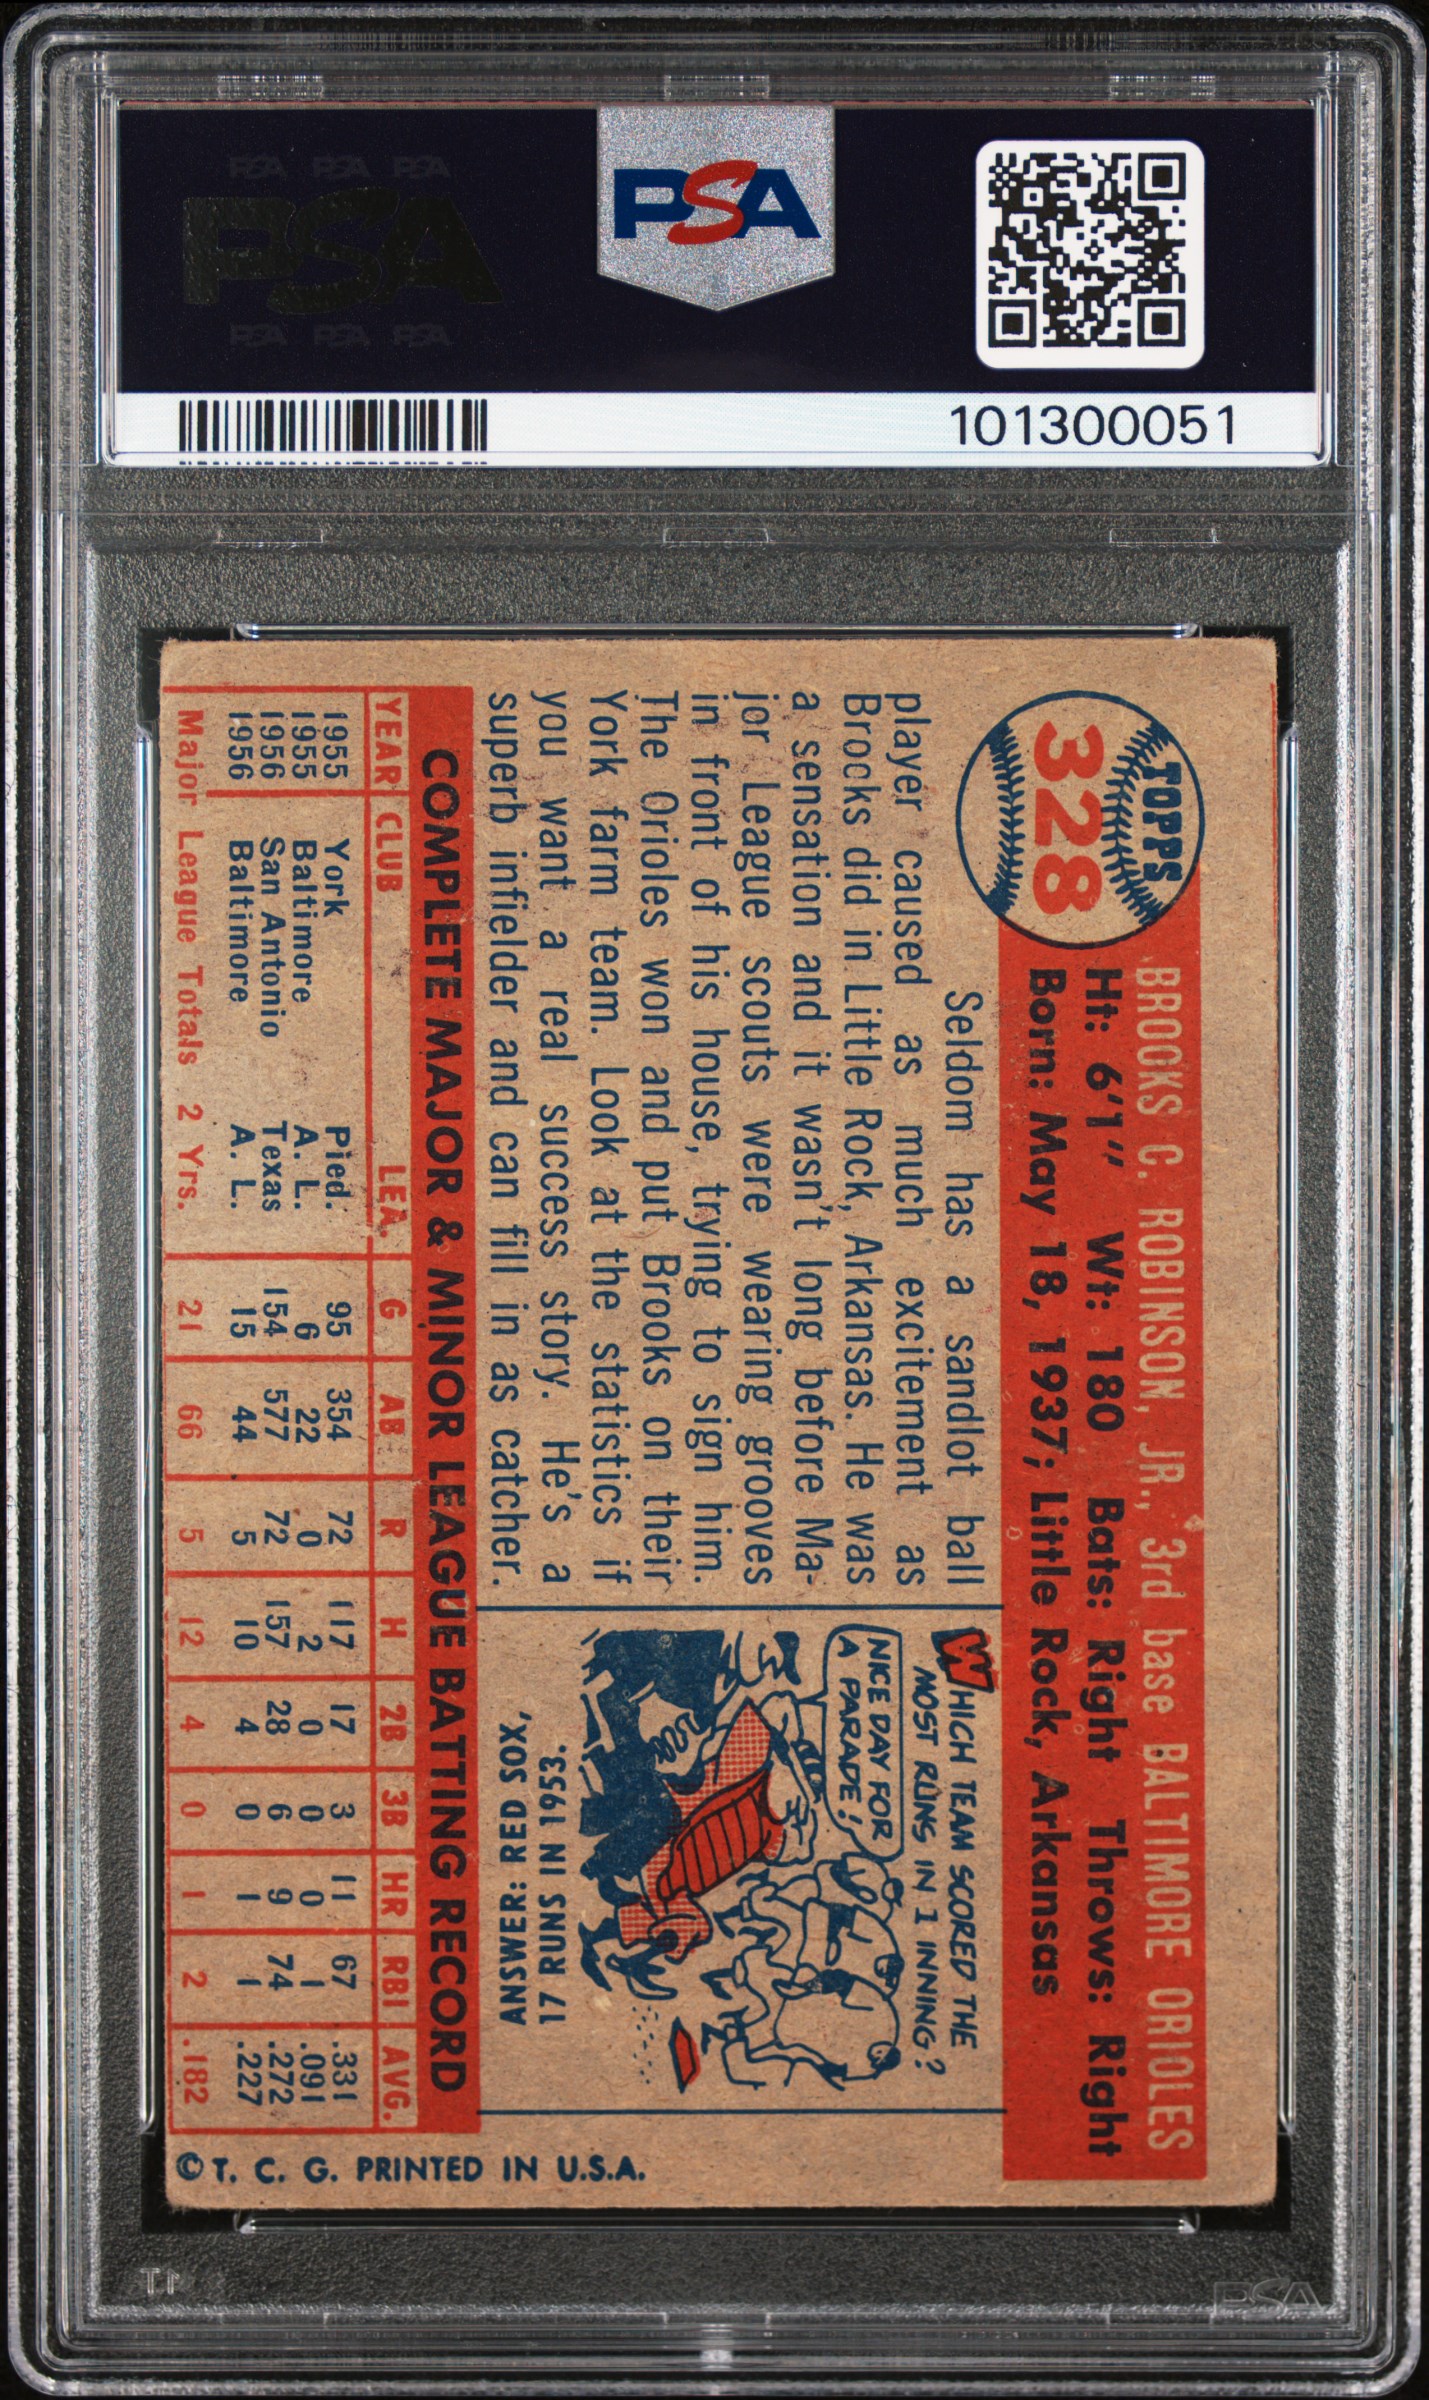 PSA PSA PSA
PSA
PSA PSA PSA
PSA
101300051
TOPPS
328
BROOKS C. ROBINSON, JR., 3rd base BALTIMORE ORIOLES
Ht: 6'1" Wt: 180 Bats: Right Throws: Right
Born: May 18, 1937; Little Rock, Arkansas
Seldom has a sandlot ball
player caused as much excitement as
Brocks did in Little Rock, Arkansas. He was
a sensation and it wasn't long before Ma-
jor League scouts were wearing grooves
in front of his house, trying to sign him.
The Orioles won and put Brooks on their
York farm team. Look at the statistics if
you want a real success story. He's a
superb infielder and can fill in as catcher.
WHICH TEAM SCORED THE
MOST RUNS IN 1 INNING?
NICE DAY FOR
A PARADE!
ANSWER: RED SOX,
17 RUNS IN 1953.
COMPLETE MAJOR & MINOR LEAGUE BATTING RECORD
YEAR CLUB LEA. G AB R H 2B 3B HR RBI AVG.
1955 York Pied. 95 354 72 117 17 3 11 67 .331
1955 Baltimore A. L. 6 22 0 2 0 0 0 1 .091
1956 San Antonio Texas 154 577 72 157 28 6 9 74 .272
1956 Baltimore A. L. 15 44 5 10 4 0 1 1 .227
Major League Totals 2 Yrs. 21 66 5 12 4 0 1 2 .182
© T. C. G. PRINTED IN U.S.A.
PSA